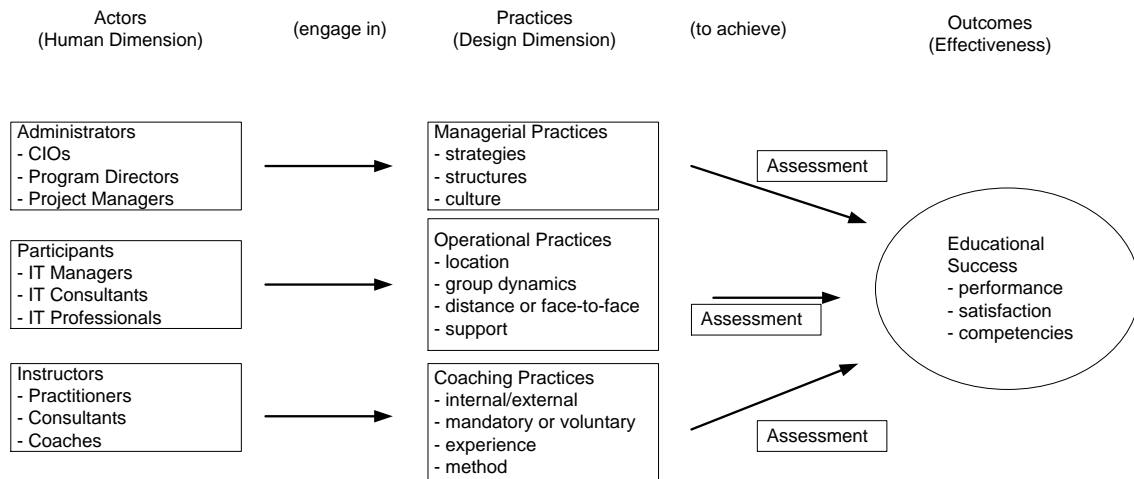 Actors
(Human Dimension)
(engage in)
Practices
(Design Dimension)
(to achieve)
Outcomes
(Effectiveness)
Administrators
- CIOs
- Program Directors
- Project Managers
Managerial Practices
- strategies
- structures
- culture
Assessment
Participants
- IT Managers
- IT Consultants
- IT Professionals
Operational Practices
- location
- group dynamics
- distance or face-to-face
- support
Assessment
Educational
Success
- performance
- satisfaction
- competencies
Instructors
- Practitioners
- Consultants
- Coaches
Coaching Practices
- internal/external
- mandatory or voluntary
- experience
- method
Assessment